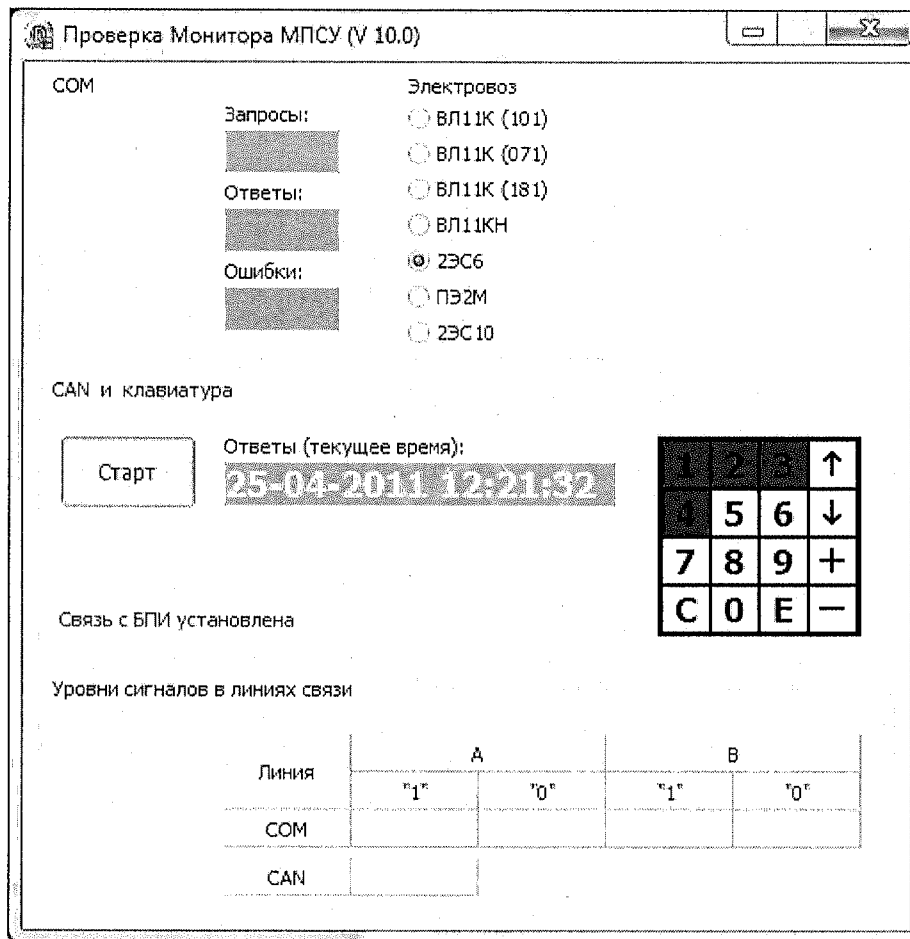 Проверка Монитора МПСУ (V 10.0)
COM
Электровоз
Запросы:
Ответы:
Ошибки:
ВЛ11К (101)
ВЛ11К (071)
ВЛ11К (181)
ВЛ11КН
2ЭС6
ПЭ2М
2ЭС10
CAN и клавиатура
Старт
Ответы (текущее время):
25-04-2011 12:21:32
1 2 3 ↑
4 5 6 ↓
7 8 9 +
C 0 E —
Связь с БПИ установлена
Уровни сигналов в линиях связи
Линия A B
"1" "0" "1" "0"
COM
CAN